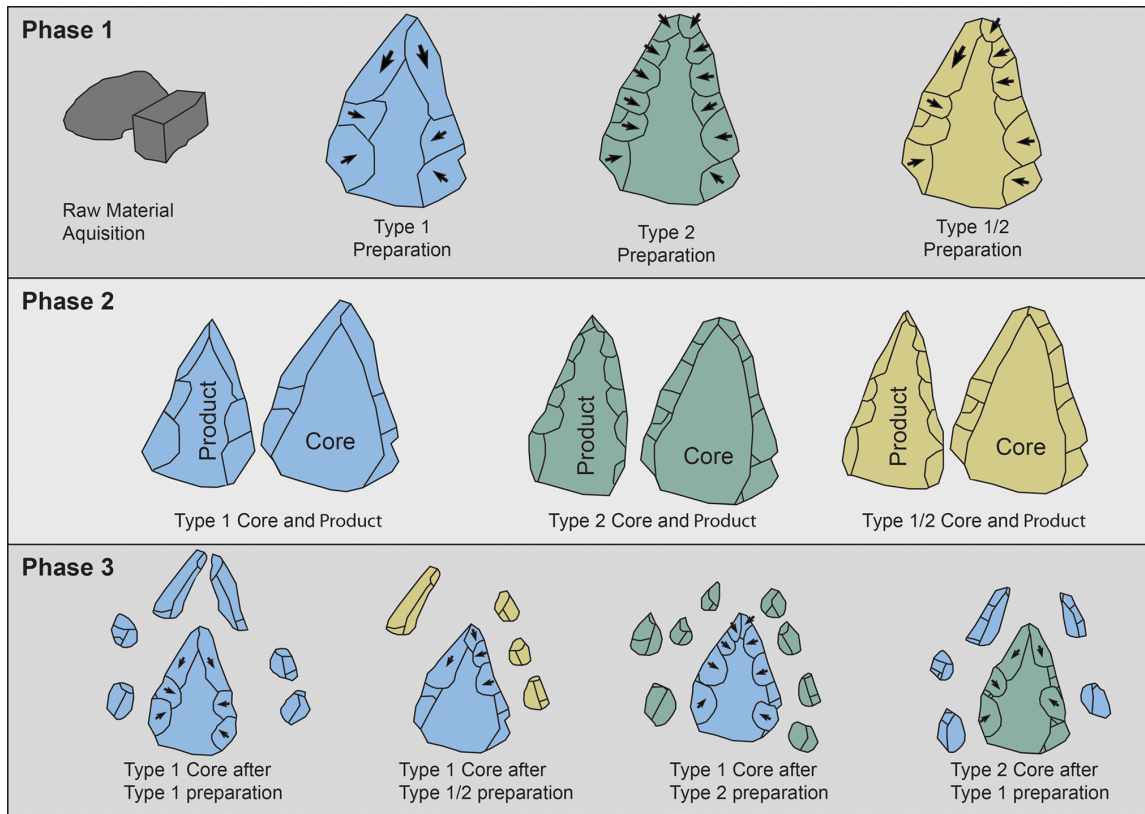 Phase 1
Raw Material
Aquisition
Type 1
Preparation
Type 2
Preparation
Type 1/2
Preparation
Phase 2
Product
Core
Product
Core
Product
Core
Type 1 Core and Product
Type 2 Core and Product
Type 1/2 Core and Product
Phase 3
Type 1 Core after
Type 1 preparation
Type 1 Core after
Type 1/2 preparation
Type 1 Core after
Type 2 preparation
Type 2 Core after
Type 1 preparation